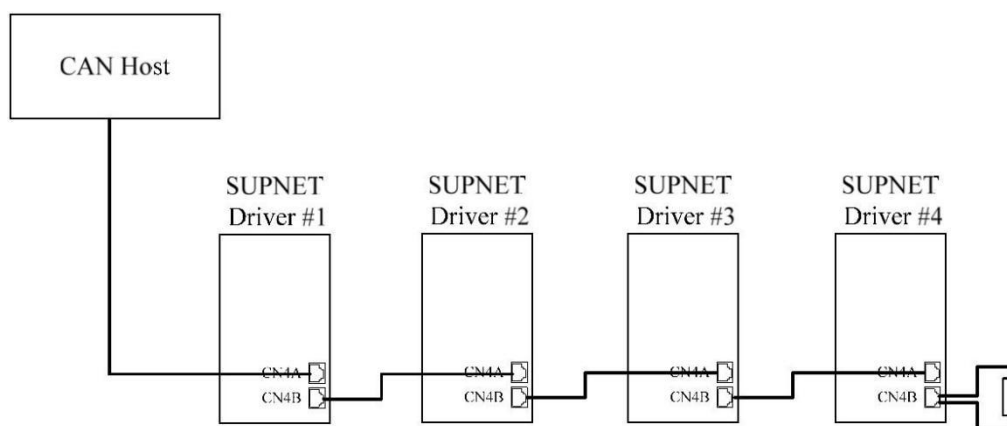 CAN Host
SUPNET
Driver #1
SUPNET
Driver #2
SUPNET
Driver #3
SUPNET
Driver #4
CN4A
CN4B
CN4A
CN4B
CN4A
CN4B
CN4A
CN4B